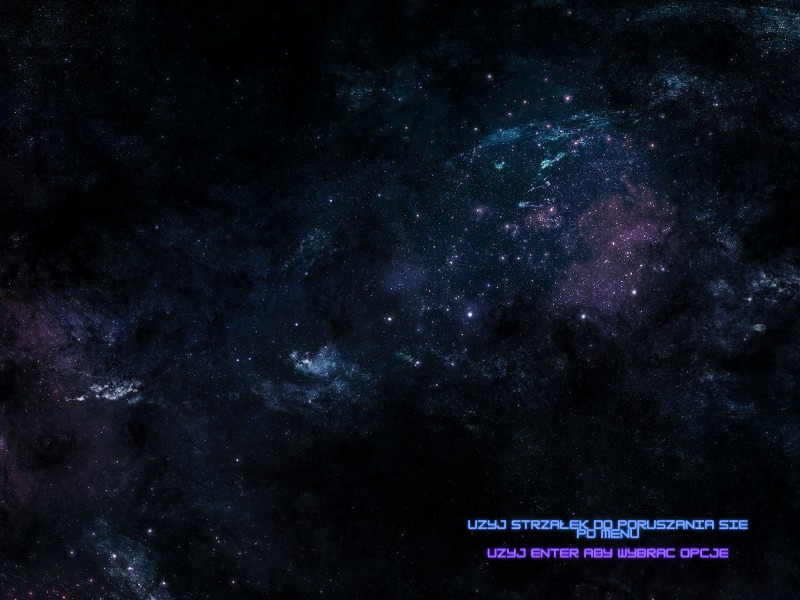 UZYJ STRZAŁEK DO PORUSZANIA SIE
PO MENU
UZYJ ENTER ABY WYBRAC OPCJE